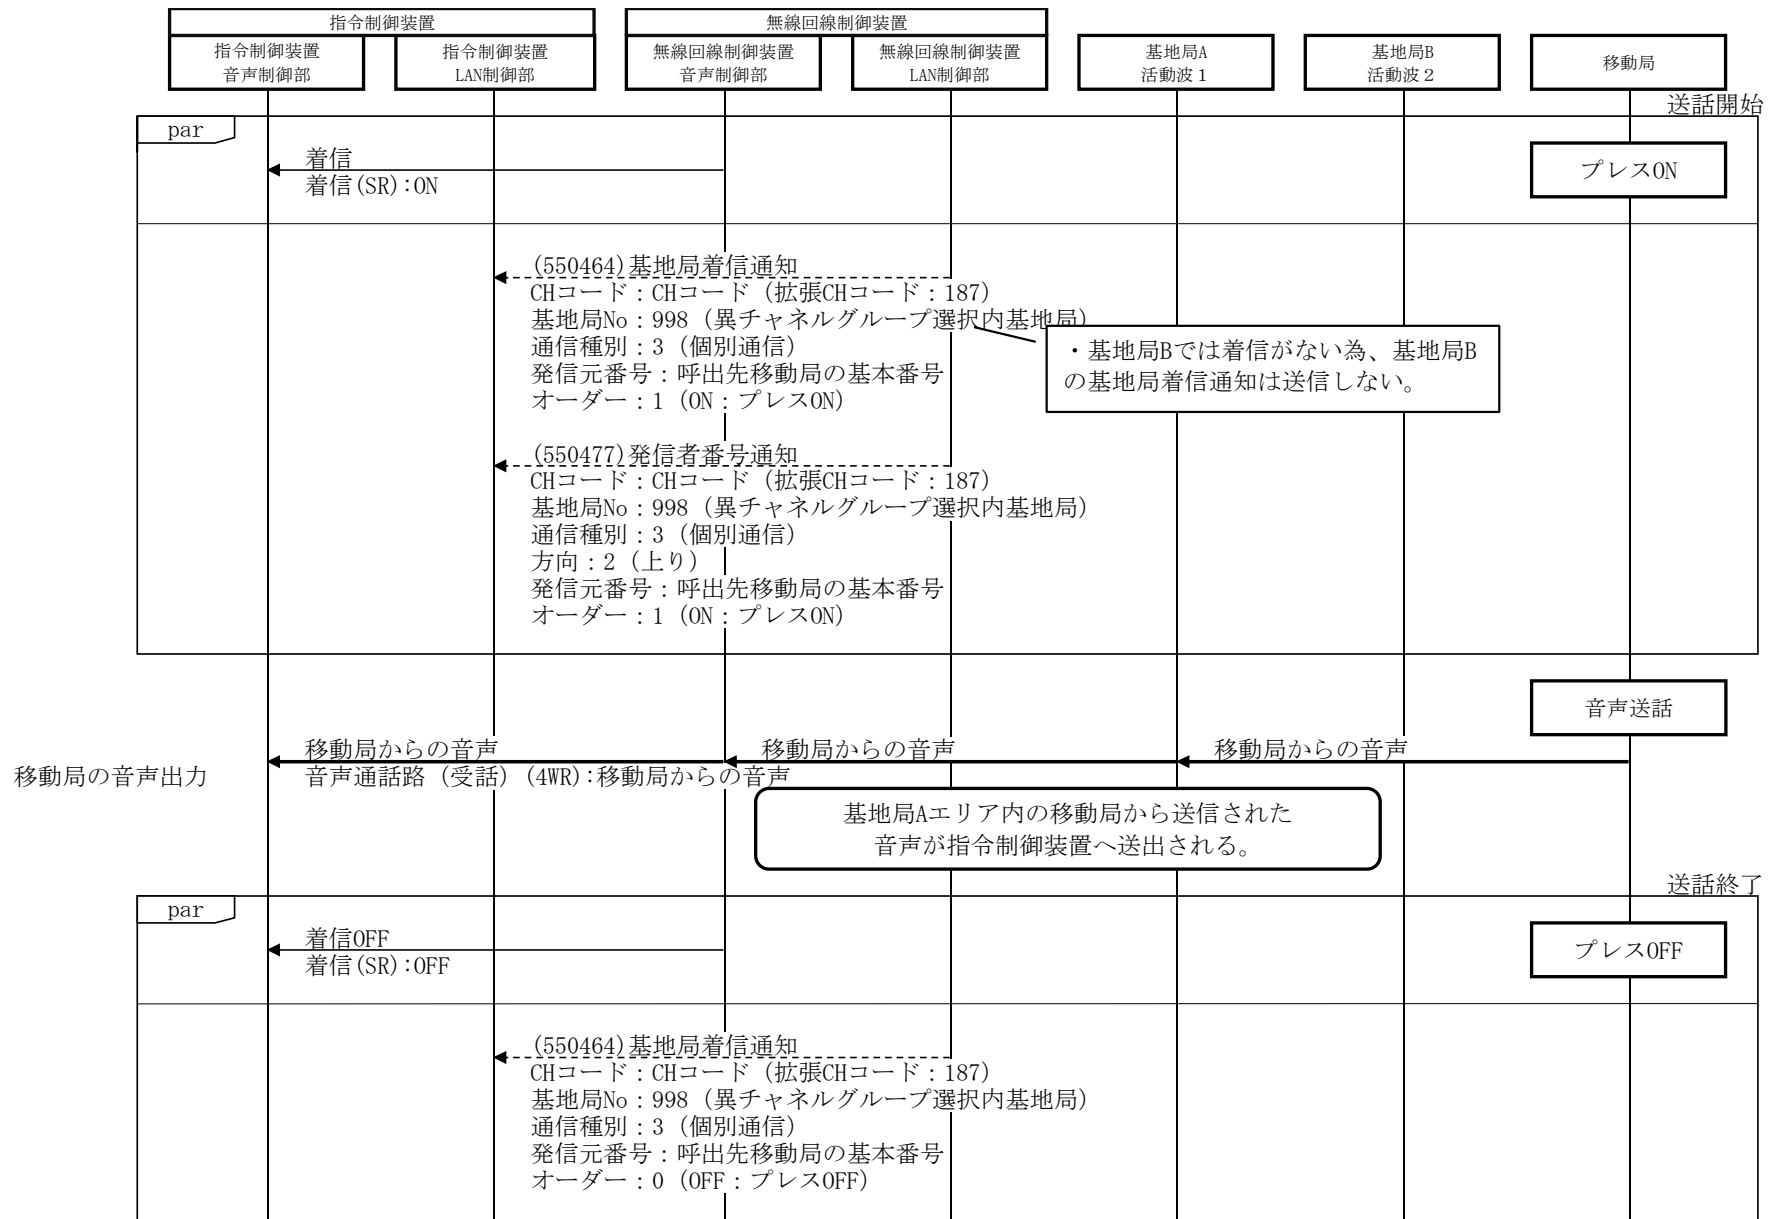 指令制御装置
無線回線制御装置
指令制御装置
音声制御部
指令制御装置
LAN制御部
無線回線制御装置
音声制御部
無線回線制御装置
LAN制御部
基地局A
活動波1
基地局B
活動波2
移動局
送話開始
par
プレスON
着信
着信(SR):ON
(550464)基地局着信通知
CHコード：CHコード（拡張CHコード：187）
基地局No：998（異チャネルグループ選択内基地局）
通信種別：3（個別通信）
発信元番号：呼出先移動局の基本番号
オーダー：1（ON：プレスON）
・基地局Bでは着信がない為、基地局B
の基地局着信通知は送信しない。
(550477)発信者番号通知
CHコード：CHコード（拡張CHコード：187）
基地局No：998（異チャネルグループ選択内基地局）
通信種別：3（個別通信）
方向：2（上り）
発信元番号：呼出先移動局の基本番号
オーダー：1（ON：プレスON）
音声送話
移動局からの音声
移動局からの音声
移動局からの音声
移動局の音声出力
音声通話路（受話）(4WR):移動局からの音声
基地局Aエリア内の移動局から送信された
音声が指令制御装置へ送出される。
送話終了
par
プレスOFF
着信OFF
着信(SR):OFF
(550464)基地局着信通知
CHコード：CHコード（拡張CHコード：187）
基地局No：998（異チャネルグループ選択内基地局）
通信種別：3（個別通信）
発信元番号：呼出先移動局の基本番号
オーダー：0（OFF：プレスOFF）